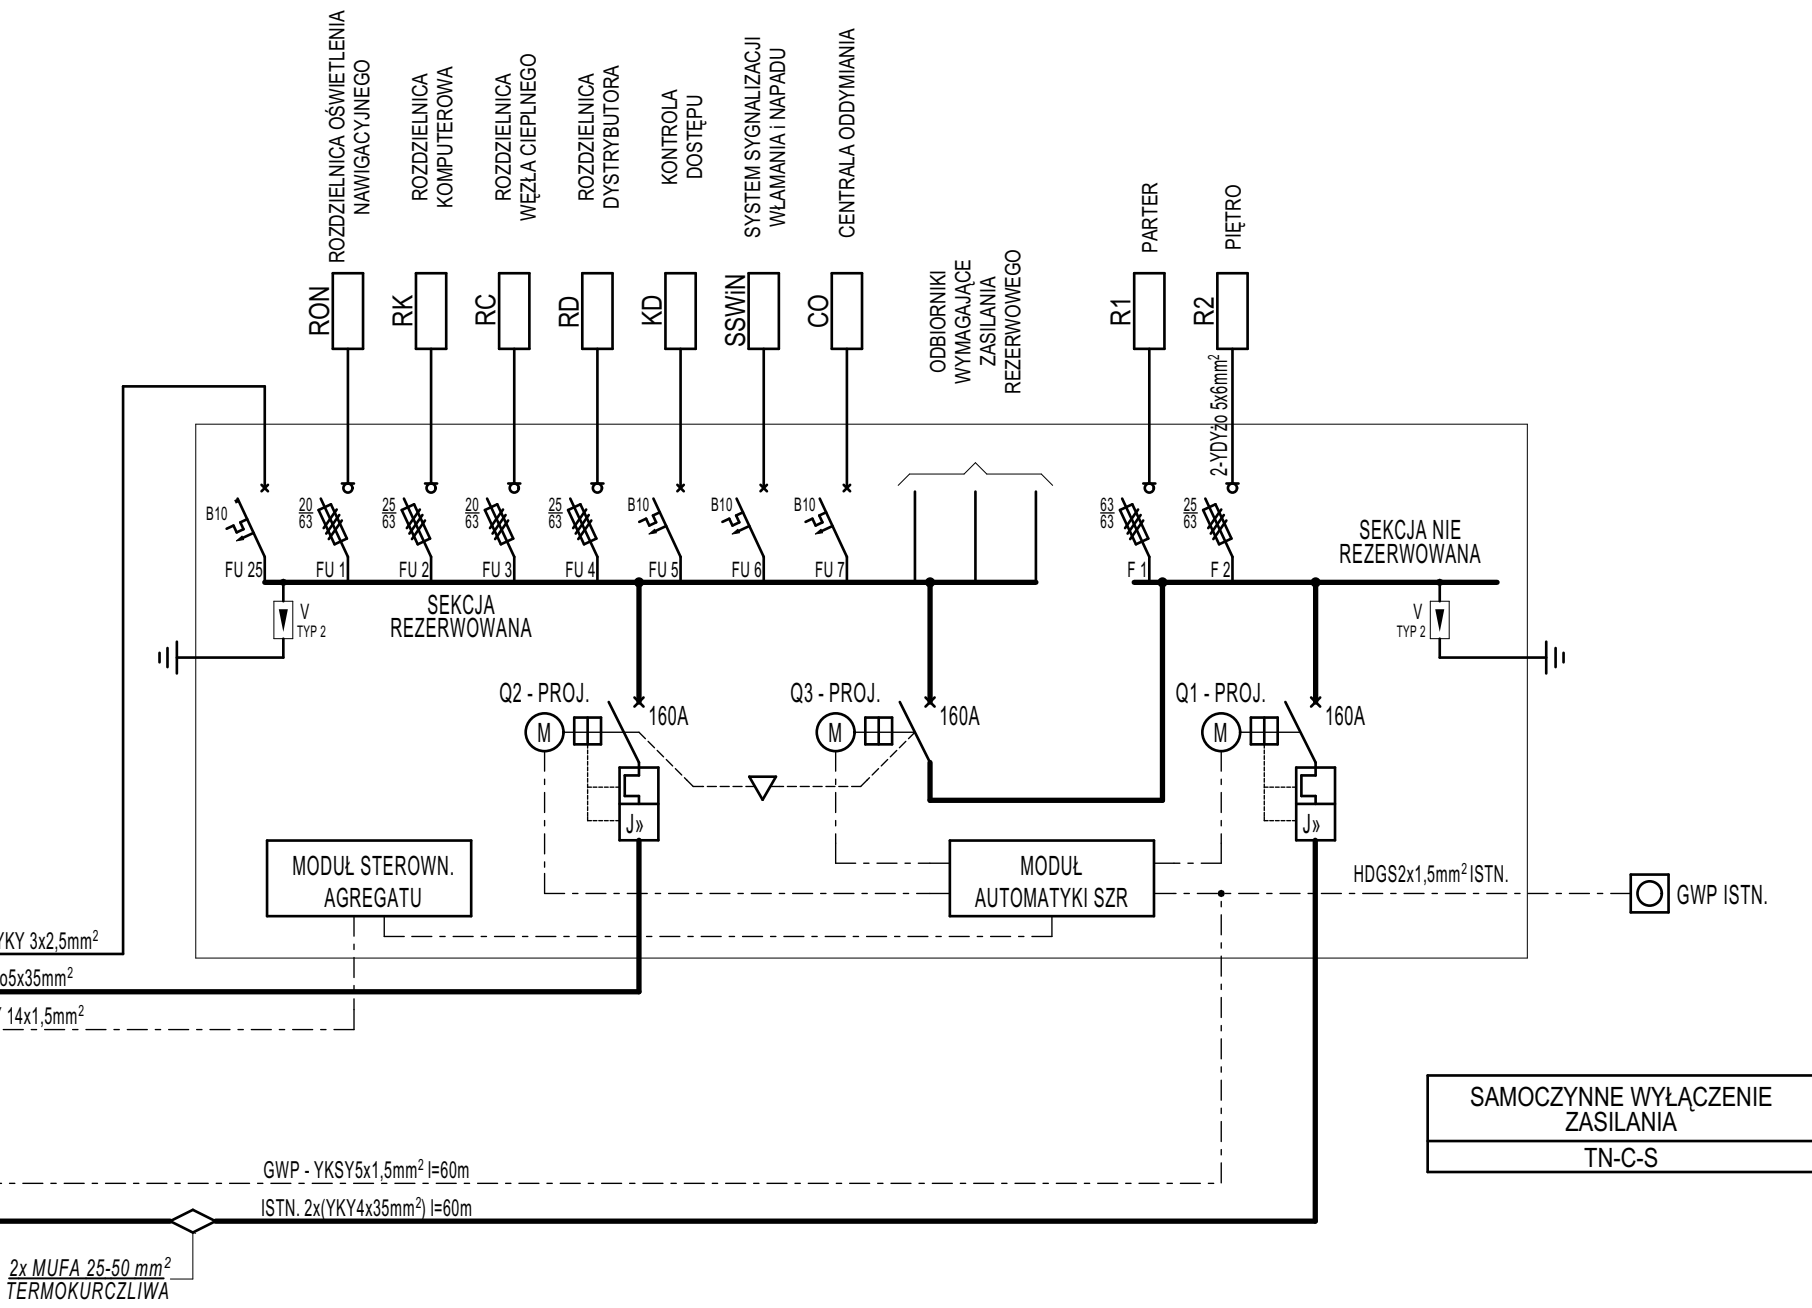 ROZDZIELNICA OŚWIETLENIA
NAWIGACYJNEGO
ROZDZIELNICA
KOMPUTEROWA
ROZDZIELNICA
WĘZŁA CIEPLNEGO
ROZDZIELNICA
DYSTRYBUTORA
KONTROLA
DOSTĘPU
SYSTEM SYGNALIZACJI
WŁAMANIA i NAPADU
CENTRALA ODDYMIANIA
PARTER
PIĘTRO
RON
RK
RC
RD
KD
SSWiN
CO
ODBIORNIKI
WYMAGAJĄCE
ZASILANIA
REZERWOWEGO
R1
R2
2-YDYżo 5x6mm²
B10
20
63
25
63
20
63
25
63
B10
B10
B10
63
63
25
63
FU 25
FU 1
FU 2
FU 3
FU 4
FU 5
FU 6
FU 7
F 1
F 2
SEKCJA NIE
REZERWOWANA
SEKCJA
REZERWOWANA
V
TYP 2
V
TYP 2
Q2 - PROJ.
M
160A
Q3 - PROJ.
M
160A
Q1 - PROJ.
M
160A
J»
J»
MODUŁ STEROWN.
AGREGATU
MODUŁ
AUTOMATYKI SZR
HDGS2x1,5mm² ISTN.
GWP ISTN.
YKY 3x2,5mm²
o5x35mm²
14x1,5mm²
SAMOCZYNNE WYŁĄCZENIE
ZASILANIA
TN-C-S
GWP - YKSY5x1,5mm² l=60m
ISTN. 2x(YKY4x35mm²) l=60m
2x MUFA 25-50 mm²
TERMOKURCZLIWA